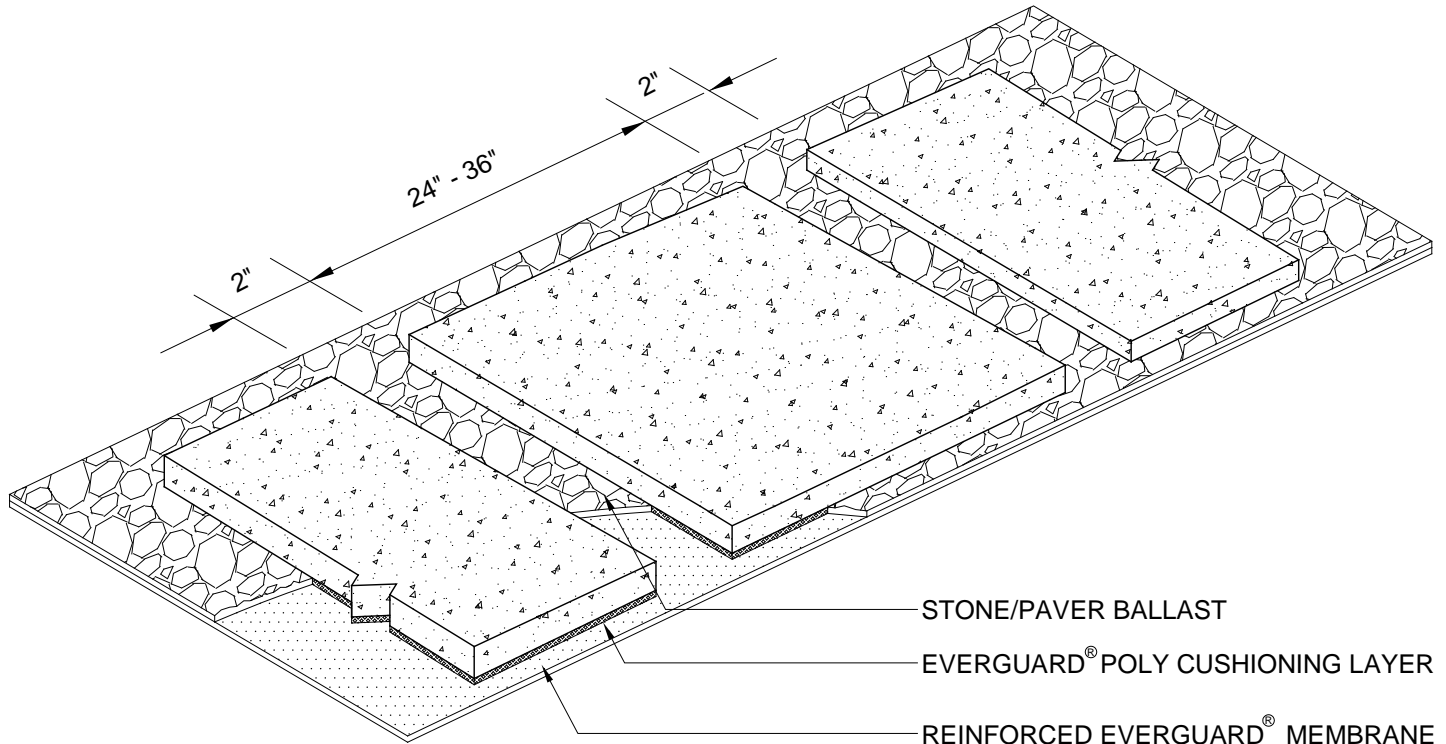 2"
24" - 36"
2"
STONE/PAVER BALLAST
EVERGUARD® POLY CUSHIONING LAYER
REINFORCED EVERGUARD® MEMBRANE